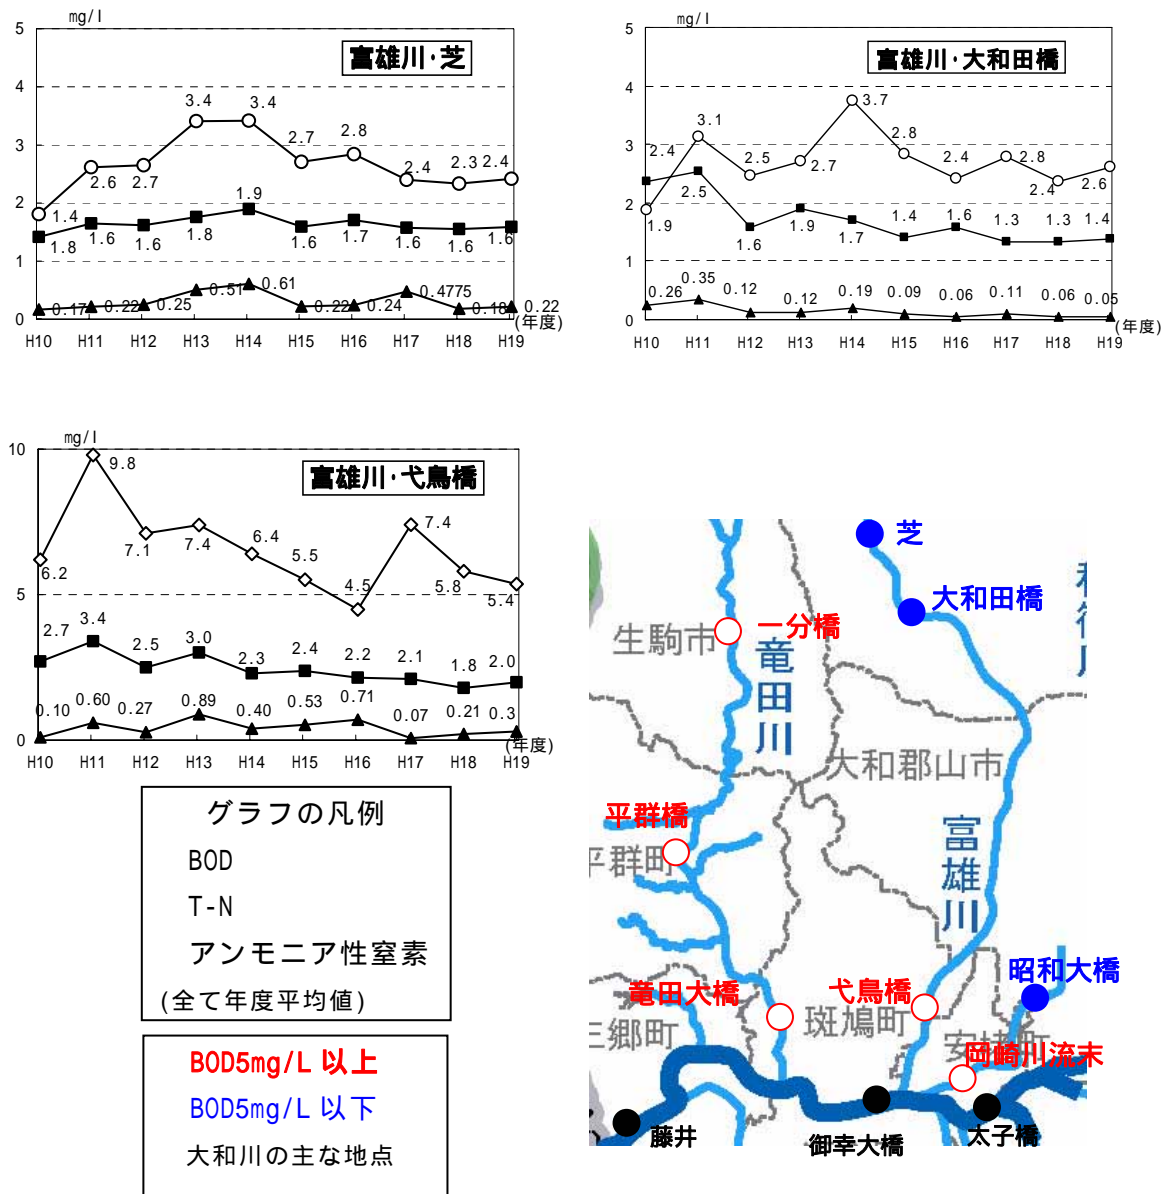 mg/l
富雄川・芝
5
4
3
2
1
0
3.4
3.4
2.7
2.8
2.4
2.3
2.4
2.6
2.7
1.4
1.9
1.8
1.6
1.6
1.8
1.6
1.7
1.6
1.6
1.6
0.17
0.22
0.25
0.51
0.61
0.22
0.24
0.4775
0.18
0.22
(年度)
H10 H11 H12 H13 H14 H15 H16 H17 H18 H19
mg/l
富雄川・大和田橋
5
4
3
2
1
0
3.1
2.5
2.7
3.7
2.8
2.4
2.8
2.4
2.6
2.4
1.9
2.5
1.6
1.9
1.7
1.4
1.6
1.3
1.3
1.4
0.26
0.35
0.12
0.12
0.19
0.09
0.06
0.11
0.06
0.05
(年度)
H10 H11 H12 H13 H14 H15 H16 H17 H18 H19
mg/l
富雄川・弋鳥橋
10
5
0
6.2
9.8
7.1
7.4
6.4
5.5
4.5
7.4
5.8
5.4
2.7
3.4
2.5
3.0
2.3
2.4
2.2
2.1
1.8
2.0
0.10
0.60
0.27
0.89
0.40
0.53
0.71
0.07
0.21
0.3
(年度)
H10 H11 H12 H13 H14 H15 H16 H17 H18 H19
グラフの凡例
BOD
T-N
アンモニア性窒素
(全て年度平均値)
BOD5mg/L以上
BOD5mg/L以下
大和川の主な地点
芝
大和田橋
一分橋
生駒市
竜田川
大和郡山市
平群橋
平群町
富雄川
昭和大橋
竜田大橋
弋鳥橋
三郷町
斑鳩町
安堵町
岡崎川流末
藤井
御幸大橋
太子橋